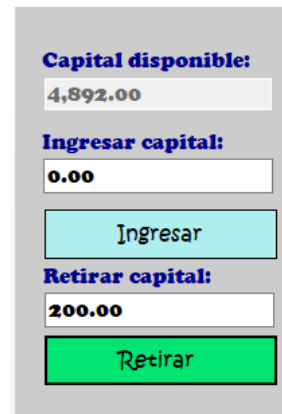 Capital disponible:
4,892.00
Ingresar capital:
0.00
Ingresar
Retirar capital:
200.00
Retirar